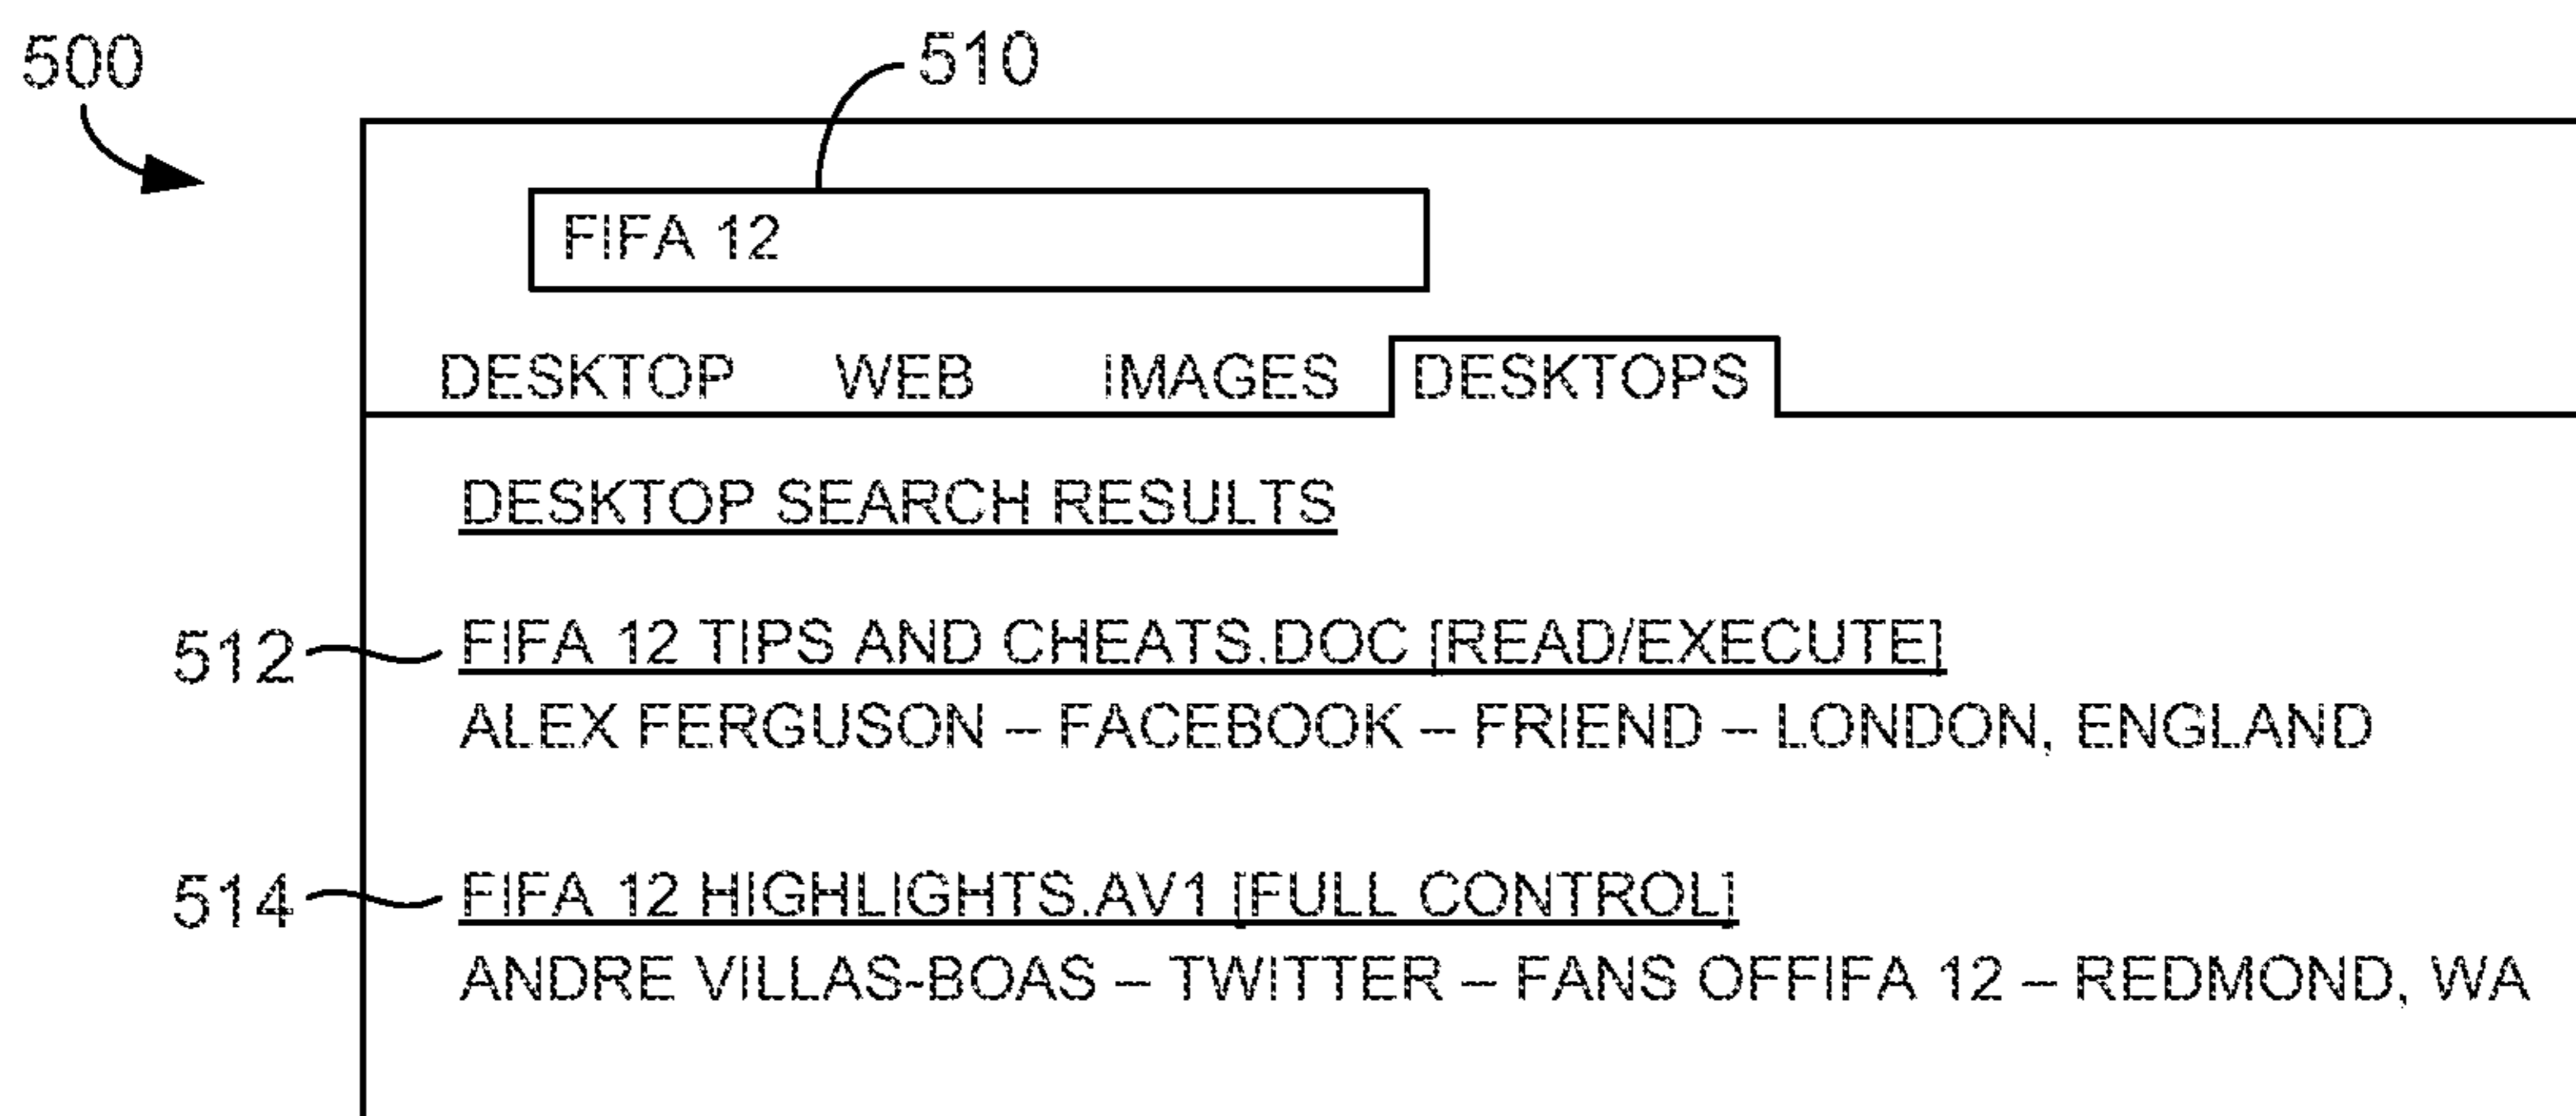 500
510
FIFA 12
DESKTOP WEB IMAGES DESKTOPS
DESKTOP SEARCH RESULTS
512 FIFA 12 TIPS AND CHEATS.DOC [READ/EXECUTE]
ALEX FERGUSON – FACEBOOK – FRIEND – LONDON, ENGLAND
514 FIFA 12 HIGHLIGHTS.AV1 [FULL CONTROL]
ANDRE VILLAS-BOAS – TWITTER – FANS OFFIFA 12 – REDMOND, WA